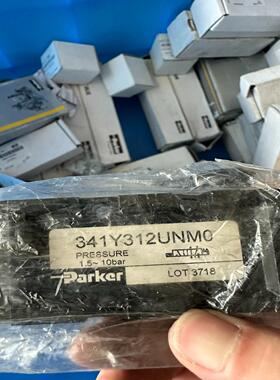 341Y312UNM0
PRESSURE
1.5~10bar
Parker
LOT 3718